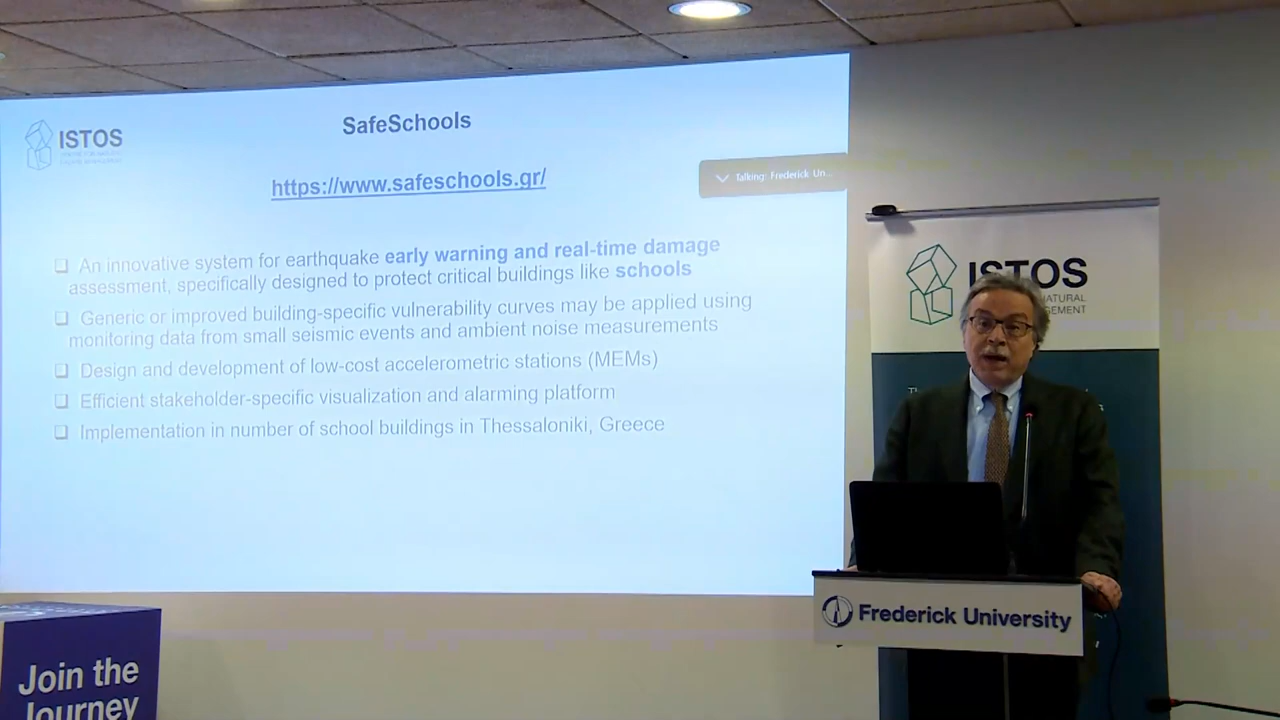 SafeSchools
ISTOS
https://www.safeschools.gr/
Talking: Frederick Un...
❑ An innovative system for earthquake early warning and real-time damage
assessment, specifically designed to protect critical buildings like schools
❑ Generic or improved building-specific vulnerability curves may be applied using
monitoring data from small seismic events and ambient noise measurements
❑ Design and development of low-cost accelerometric stations (MEMs)
❑ Efficient stakeholder-specific visualization and alarming platform
❑ Implementation in number of school buildings in Thessaloniki, Greece
ISTOS
NATURAL
Frederick University
Join the
Journey